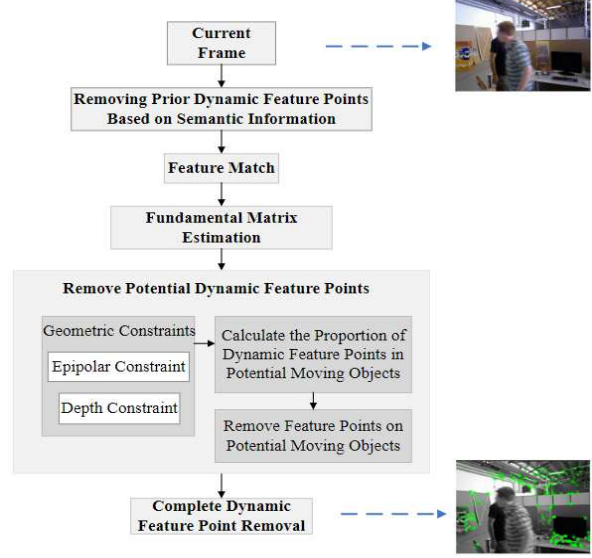 Current
Frame
Removing Prior Dynamic Feature Points
Based on Semantic Information
Feature Match
Fundamental Matrix
Estimation
Remove Potential Dynamic Feature Points
Geometric Constraints
Epipolar Constraint
Depth Constraint
Calculate the Proportion of
Dynamic Feature Points in
Potential Moving Objects
Remove Feature Points on
Potential Moving Objects
Complete Dynamic
Feature Point Removal